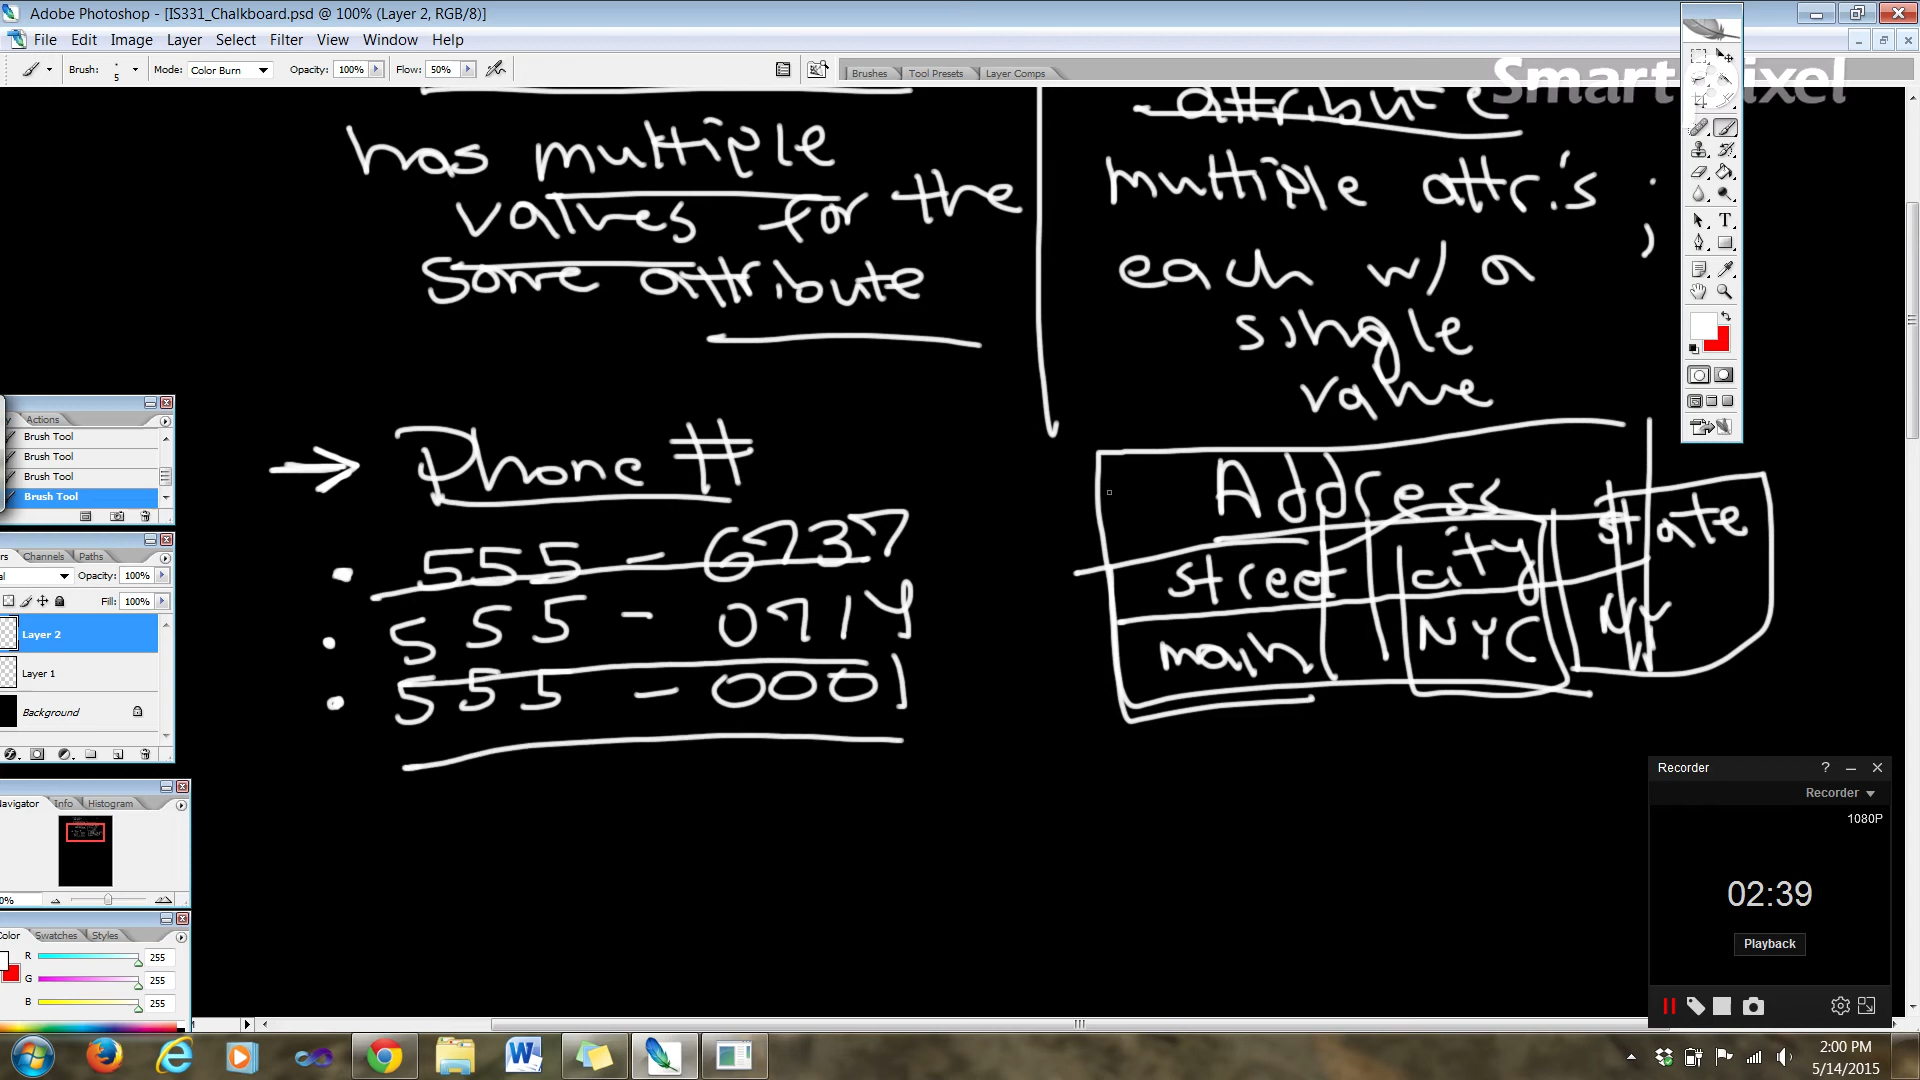 Adobe Photoshop - [IS331_Chalkboard.psd @ 100% (Layer 2, RGB/8)]
File Edit Image Layer Select Filter View Window Help
Brush: 5 Mode: Color Burn Opacity: 100% Flow: 50%
Brushes Tool Presets Layer Comps
has multiple
values for the
same attribute
Phone #
555 - 6737
555 - 0714
555 - 0001
attribute
multiple attr.'s ;
each w/ a
single
value
Address
street city state
main NYC NY
Actions
Brush Tool
Brush Tool
Brush Tool
Brush Tool
Channels Paths
Opacity: 100%
Fill: 100%
Layer 2
Layer 1
Background
Navigator Info Histogram
Color Swatches Styles
R 255
G 255
B 255
Recorder ?
Recorder
1080P
02:39
Playback
2:00 PM
5/14/2015